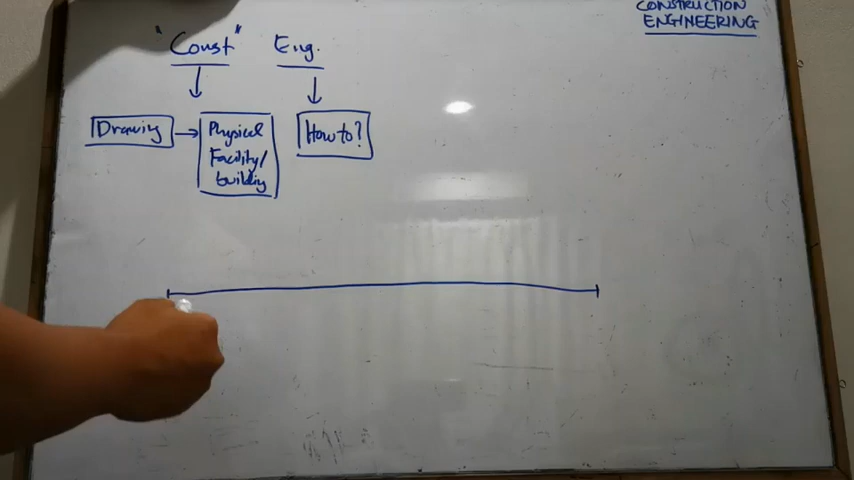 CONSTRUCTION
ENGINEERING
"Const" Eng.
Drawing
Physical
Facility/
building
How to?